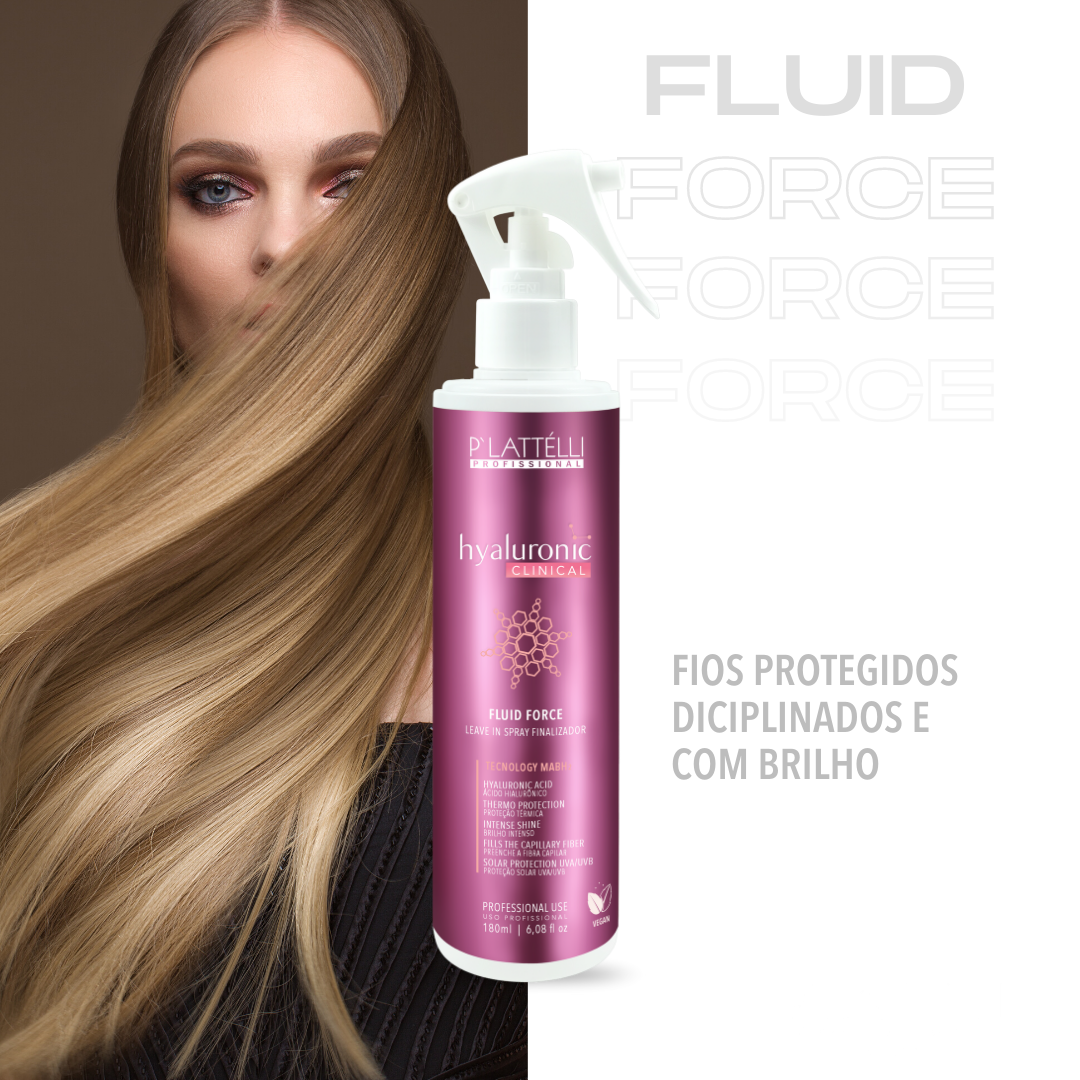 FLUID
FORCE
FORCE
FORCE
P`LATTÉLLI
PROFISSIONAL
hyaluronic
CLINICAL
FLUID FORCE
LEAVE IN SPRAY FINALIZADOR
TECNOLOGY MABH
HYALURONIC ACID
ÁCIDO HIALURÔNICO
THERMO PROTECTION
PROTEÇÃO TÉRMICA
INTENSE SHINE
BRILHO INTENSO
FILLS THE CAPILLARY FIBER
PREENCHE A FIBRA CAPILAR
SOLAR PROTECTION UVA/UVB
PROTEÇÃO SOLAR UVA/UVB
PROFESSIONAL USE
USO PROFISSIONAL
180ml | 6,08 fl oz
VEGAN
FIOS PROTEGIDOS
DICIPLINADOS E
COM BRILHO